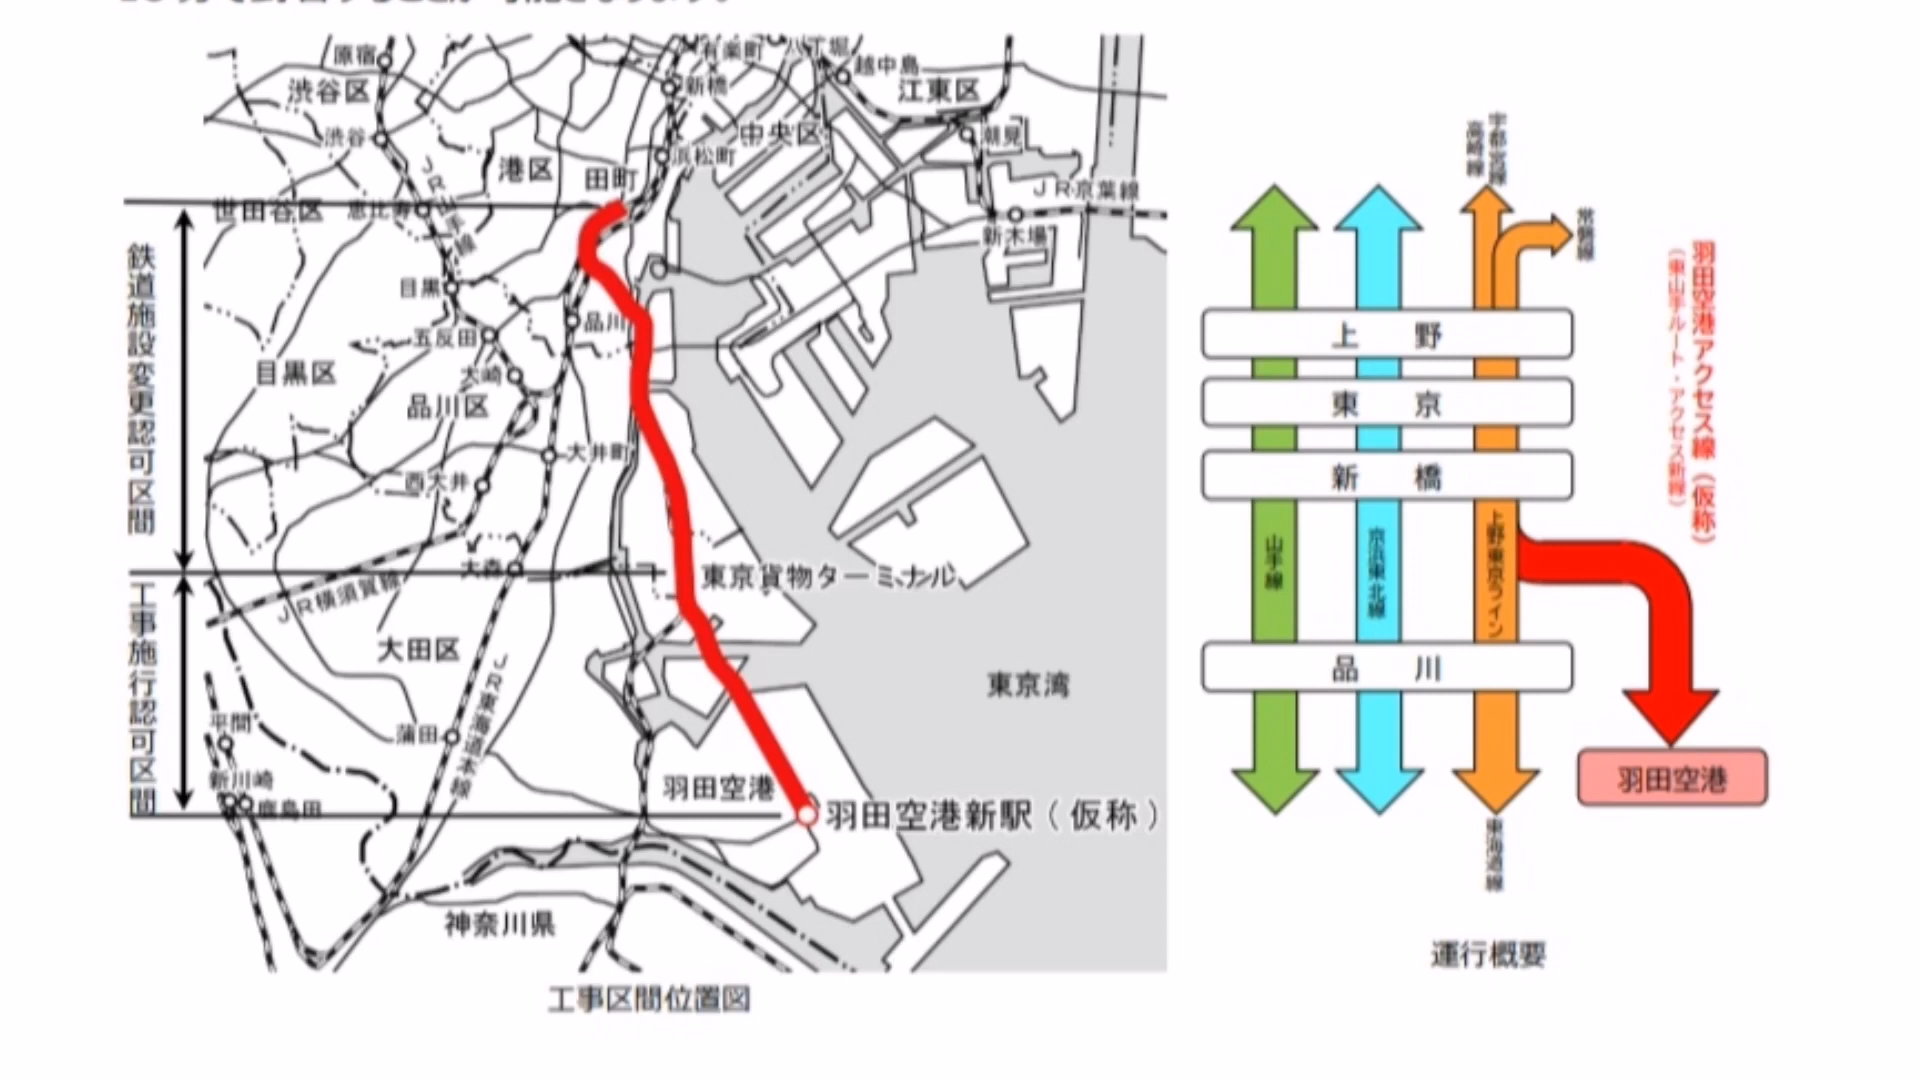 原宿
有楽町
八丁堀
越中島
渋谷区
新橋
江東区
渋谷
中央区
潮見
浜松町
港区
田町
JR山手線
JR京葉線
世田谷区
恵比寿
新木場
目黒
品川
五反田
目黒区
大崎
品川区
大井町
西大井
大森
東京貨物ターミナル
JR横須賀線
大田区
JR東海道本線
東京湾
平間
蒲田
新川崎
鹿島田
羽田空港
羽田空港新駅(仮称)
神奈川県
鉄道施設変更認可区間
工事施行認可区間
工事区間位置図
宇都宮線
高崎線
常磐線
上野
東京
新橋
山手線
京浜東北線
上野東京ライン
品川
東海道線
羽田空港アクセス線(仮称)
(東山手ルート・アクセス新線)
羽田空港
運行概要